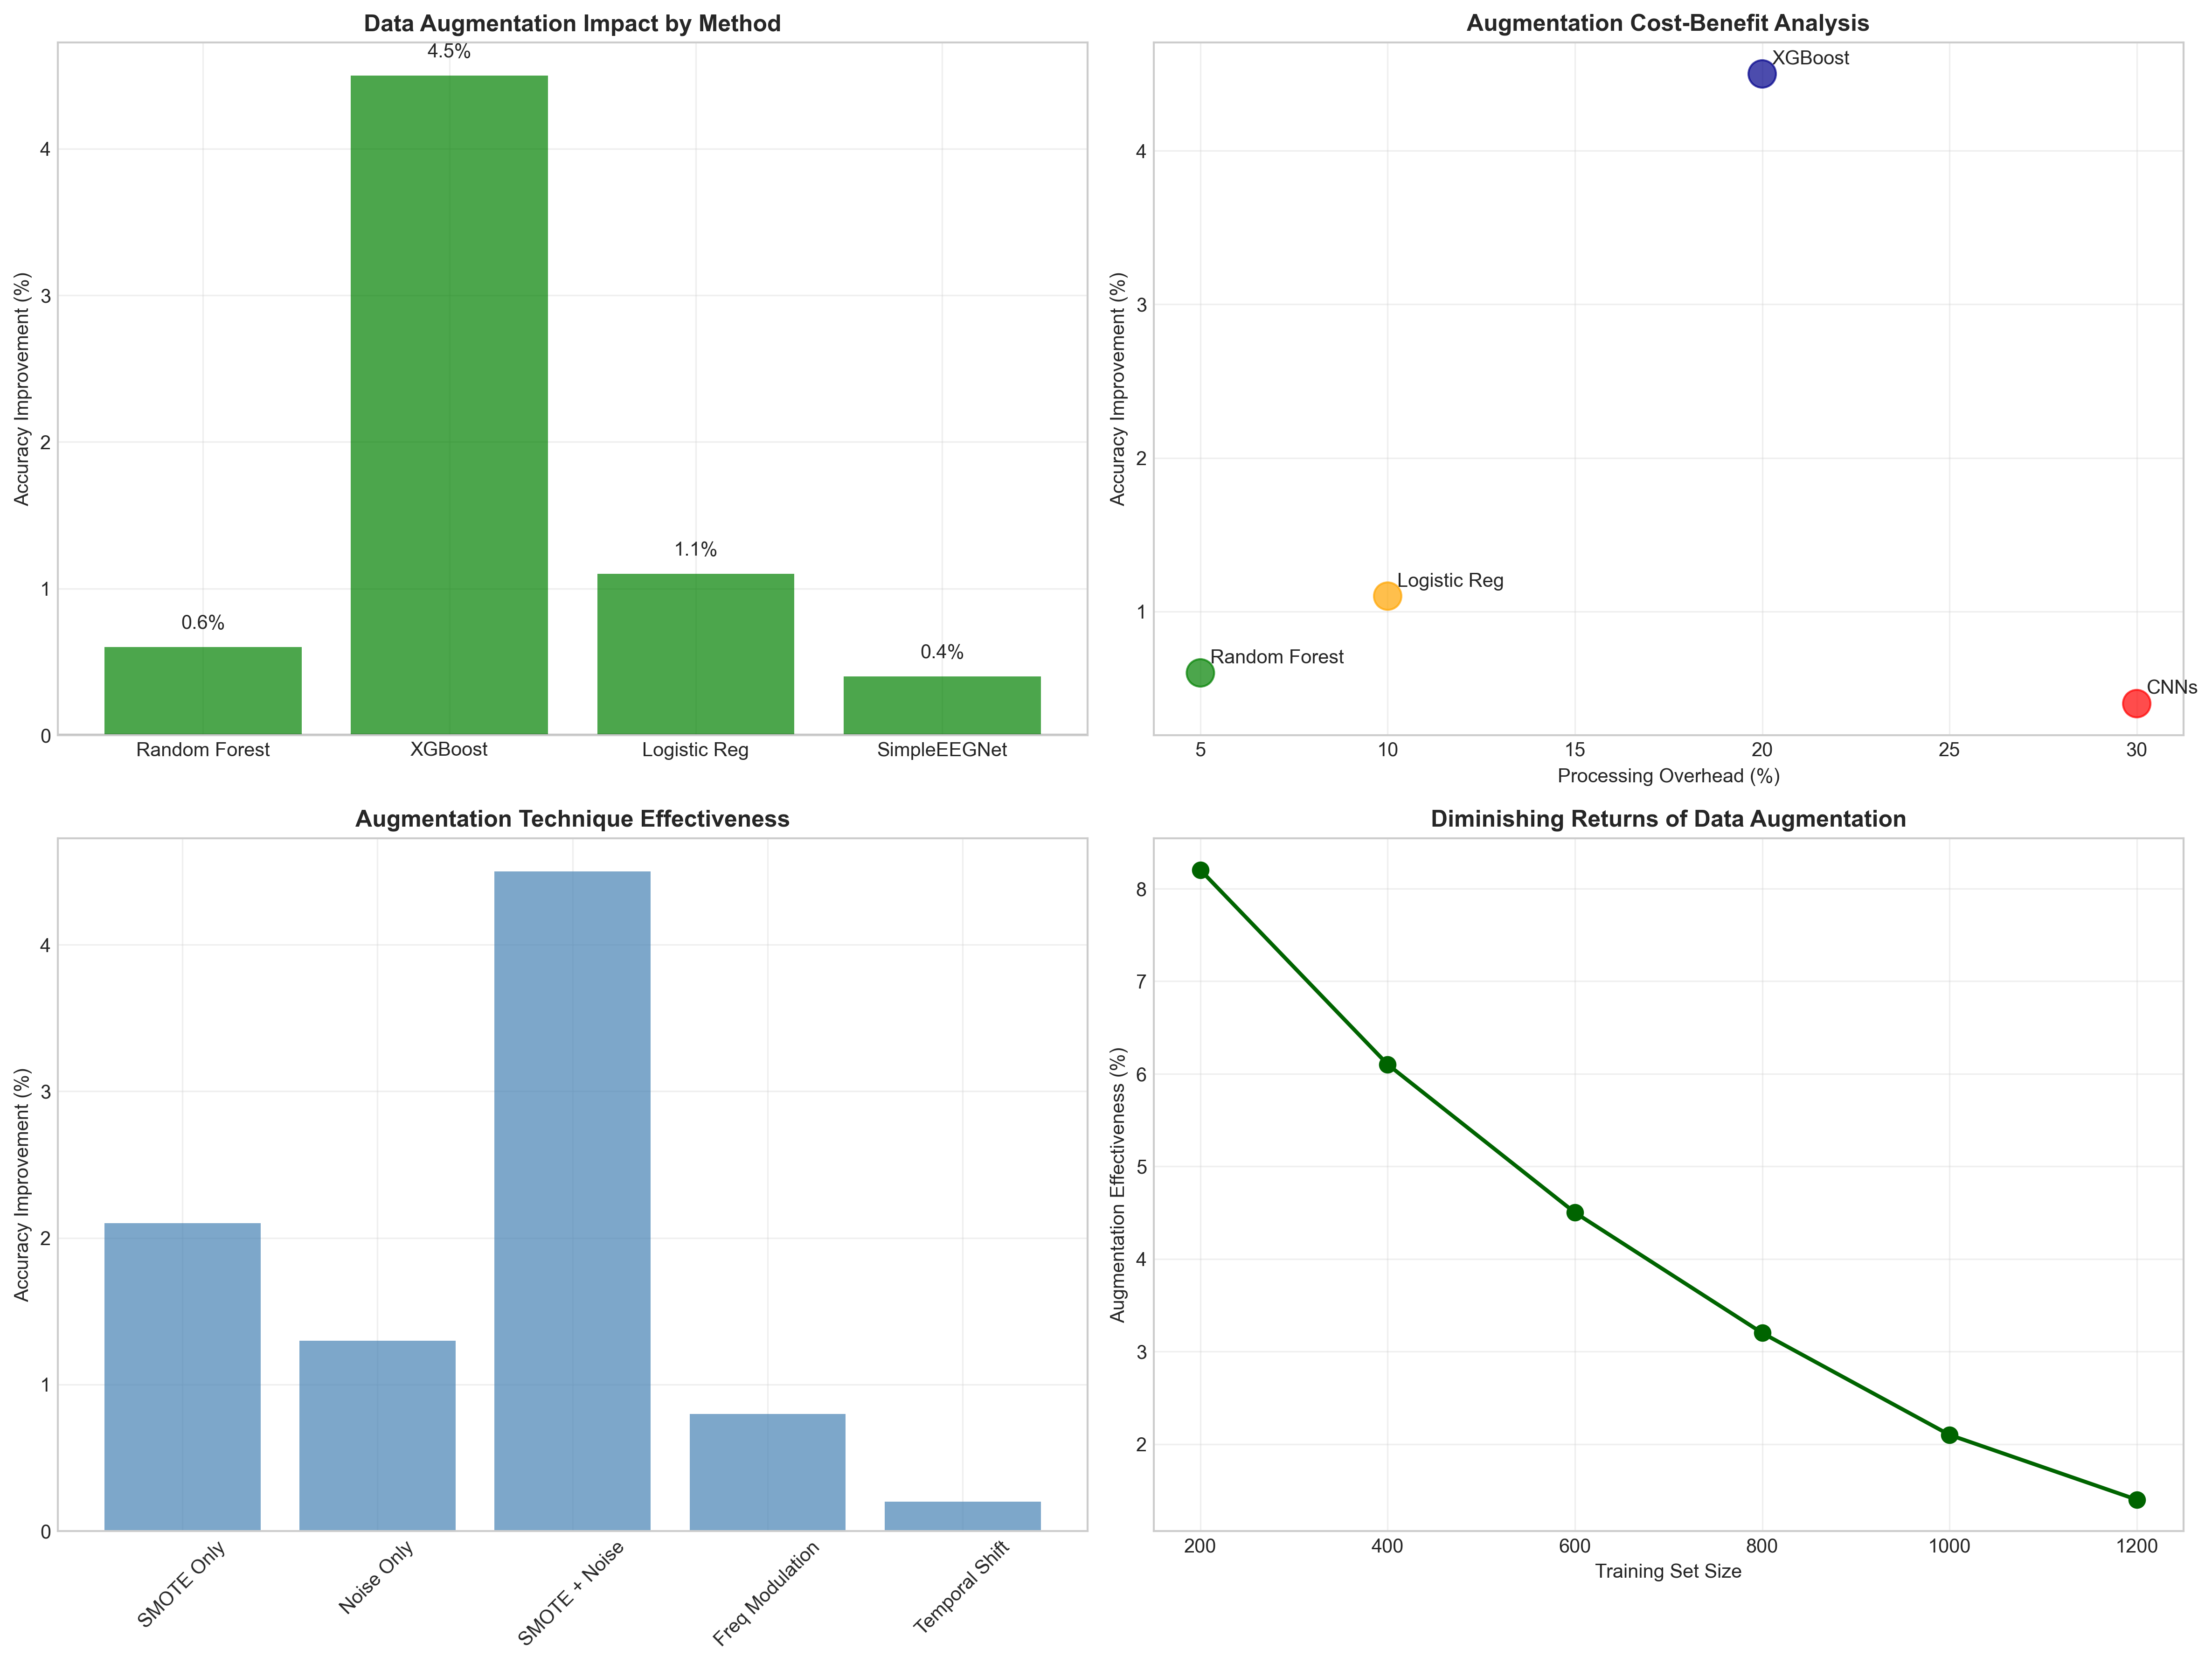 Data Augmentation Impact by Method
Accuracy Improvement (%)
4
3
2
1
0
0.6%
4.5%
1.1%
0.4%
Random Forest
XGBoost
Logistic Reg
SimpleEEGNet
Augmentation Cost-Benefit Analysis
Accuracy Improvement (%)
4
3
2
1
XGBoost
Logistic Reg
Random Forest
CNNs
5
10
15
20
25
30
Processing Overhead (%)
Augmentation Technique Effectiveness
Accuracy Improvement (%)
4
3
2
1
0
SMOTE Only
Noise Only
SMOTE + Noise
Freq Modulation
Temporal Shift
Diminishing Returns of Data Augmentation
Augmentation Effectiveness (%)
8
7
6
5
4
3
2
200
400
600
800
1000
1200
Training Set Size